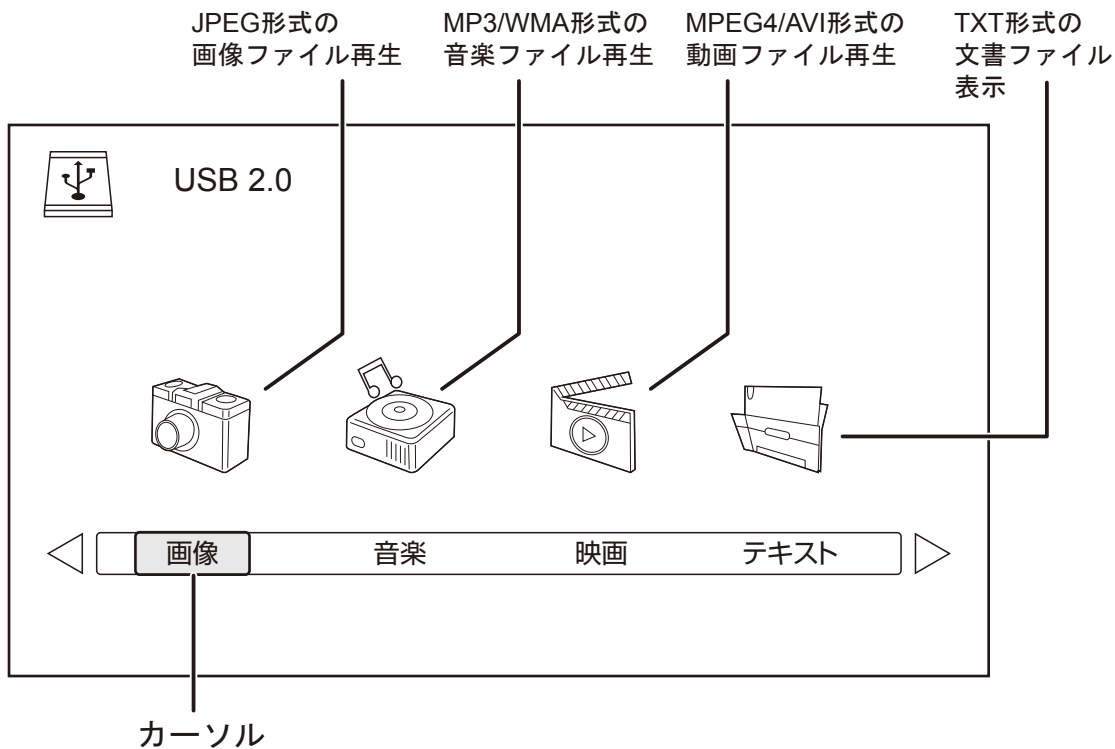 JPEG形式の
画像ファイル再生
MP3/WMA形式の
音楽ファイル再生
MPEG4/AVI形式の
動画ファイル再生
TXT形式の
文書ファイル
表示
USB 2.0
画像
音楽
映画
テキスト
カーソル